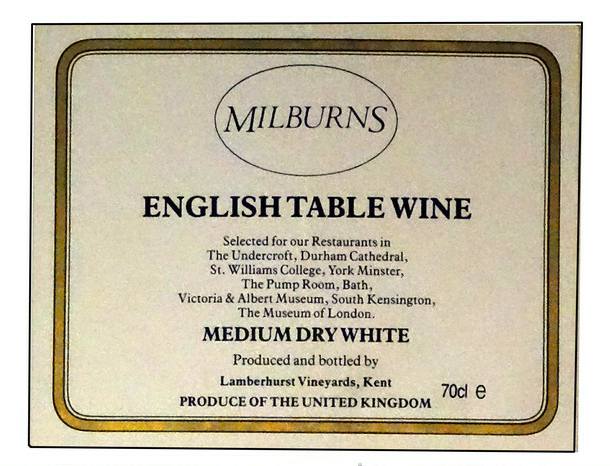 MILBURNS
ENGLISH TABLE WINE
Selected for our Restaurants in
The Undercroft, Durham Cathedral,
St. Williams College, York Minster,
The Pump Room, Bath,
Victoria & Albert Museum, South Kensington,
The Museum of London.
MEDIUM DRY WHITE
Produced and bottled by
Lamberhurst Vineyards, Kent
70cl ℮
PRODUCE OF THE UNITED KINGDOM